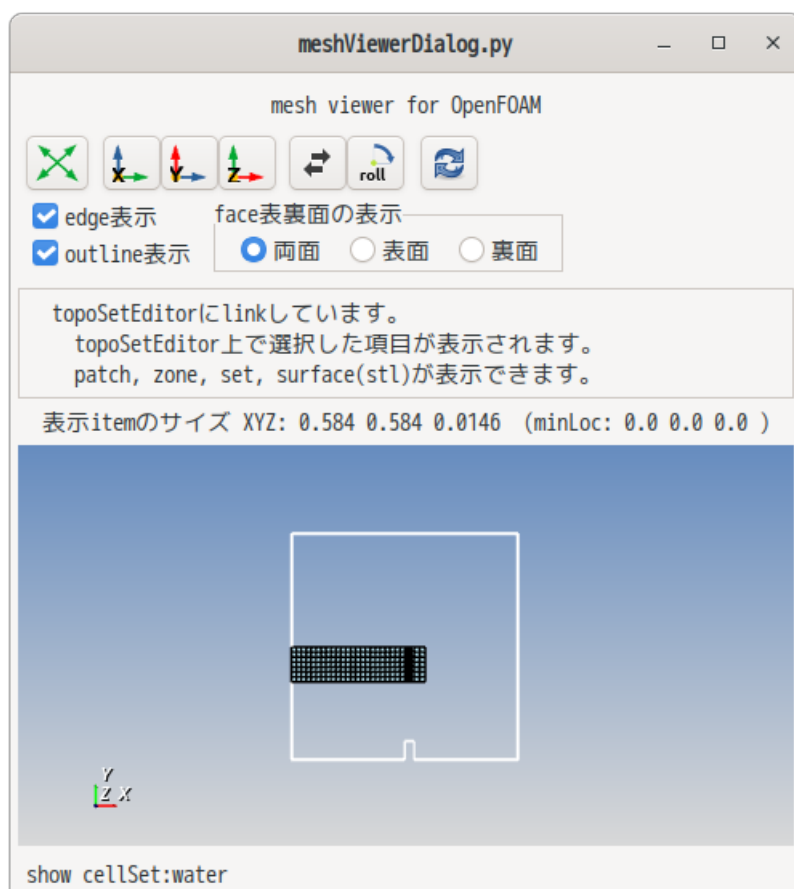 meshViewerDialog.py
mesh viewer for OpenFOAM
X Y Z roll
edge表示
face表裏面の表示
outline表示
両面 表面 裏面
topoSetEditorにlinkしています。
topoSetEditor上で選択した項目が表示されます。
patch, zone, set, surface(stl)が表示できます。
表示itemのサイズ XYZ: 0.584 0.584 0.0146 (minLoc: 0.0 0.0 0.0 )
Y
Z X
show cellSet:water